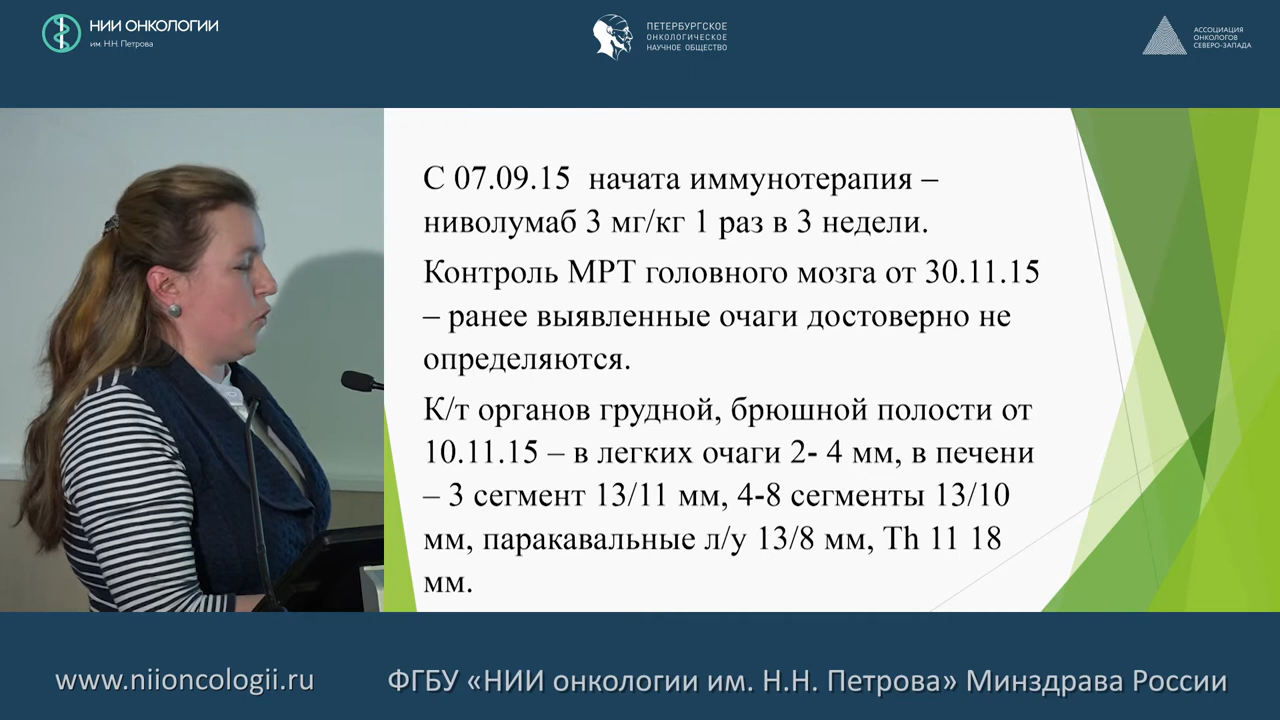 НИИ ОНКОЛОГИИ
им. Н.Н. Петрова
ПЕТЕРБУРГСКОЕ
ОНКОЛОГИЧЕСКОЕ
НАУЧНОЕ ОБЩЕСТВО
АССОЦИАЦИЯ
ОНКОЛОГОВ
СЕВЕРО-ЗАПАДА
С 07.09.15 начата иммунотерапия –
ниволумаб 3 мг/кг 1 раз в 3 недели.
Контроль МРТ головного мозга от 30.11.15
– ранее выявленные очаги достоверно не
определяются.
К/т органов грудной, брюшной полости от
10.11.15 – в легких очаги 2- 4 мм, в печени
– 3 сегмент 13/11 мм, 4-8 сегменты 13/10
мм, паракавальные л/у 13/8 мм, Th 11 18
мм.
www.niioncologii.ru
ФГБУ «НИИ онкологии им. Н.Н. Петрова» Минздрава России